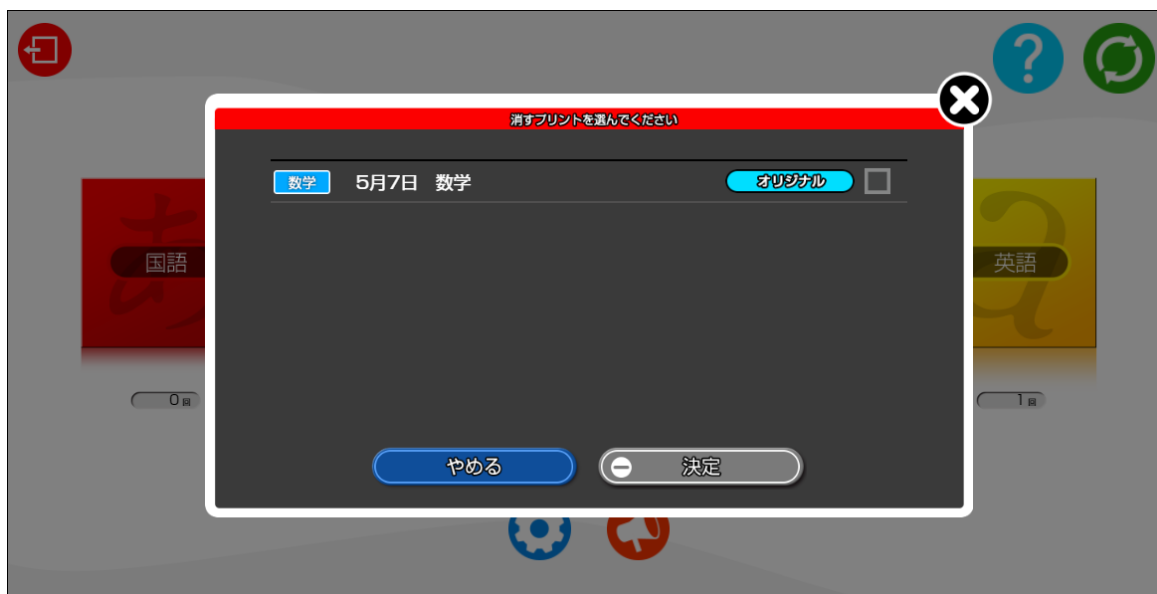 消すプリントを選んでください
数学 5月7日 数学 オリジナル
国語
英語
0回
1回
やめる
決定